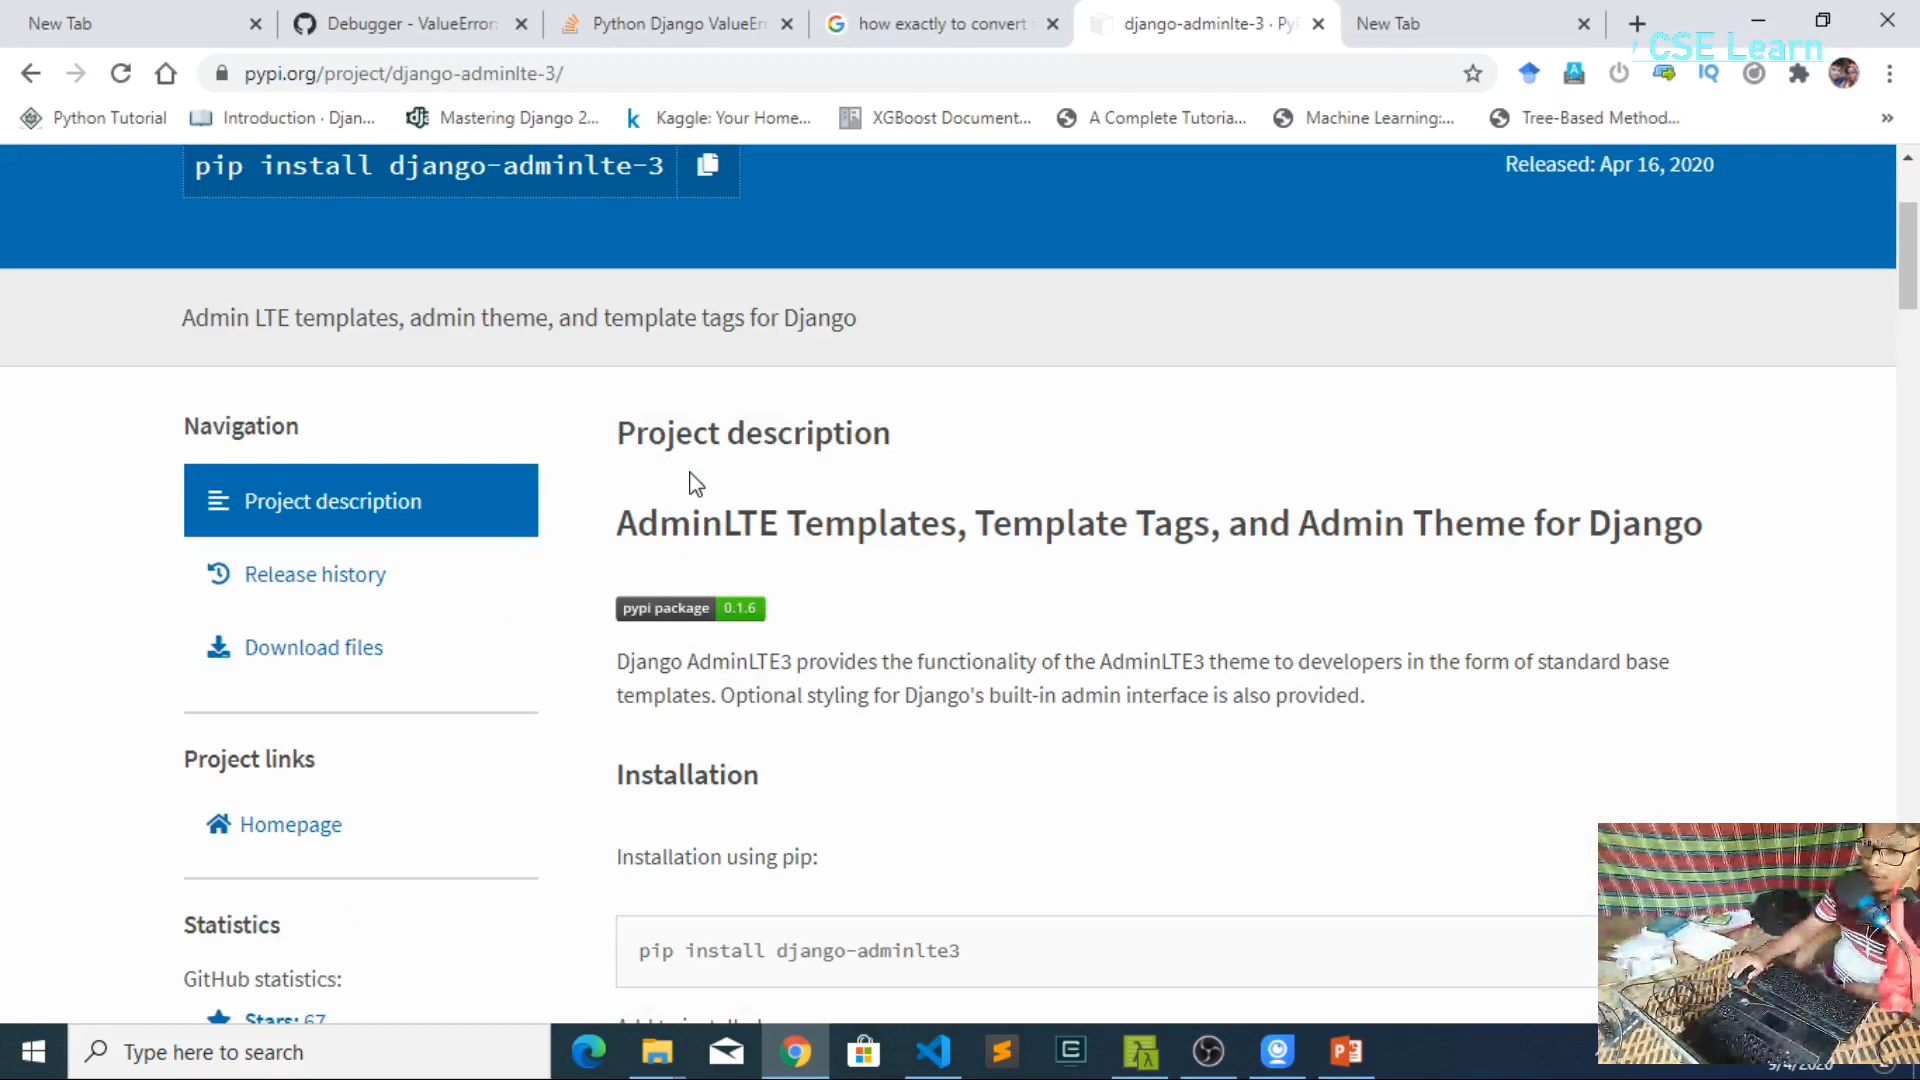 New Tab
Debugger - ValueError:
Python Django ValueErr
how exactly to convert
django-adminlte-3 · Py
New Tab
CSE Learn
pypi.org/project/django-adminlte-3/
IQ
Python Tutorial
Introduction · Djan...
Mastering Django 2...
Kaggle: Your Home...
XGBoost Document...
A Complete Tutoria...
Machine Learning:...
Tree-Based Method...
»
pip install django-adminlte-3
Released: Apr 16, 2020
Admin LTE templates, admin theme, and template tags for Django
Navigation
Project description
Release history
Download files
Project links
Homepage
Statistics
GitHub statistics:
Stars: 67
Project description
AdminLTE Templates, Template Tags, and Admin Theme for Django
pypi package 0.1.6
Django AdminLTE3 provides the functionality of the AdminLTE3 theme to developers in the form of standard base
templates. Optional styling for Django's built-in admin interface is also provided.
Installation
Installation using pip:
pip install django-adminlte3
Type here to search
9/4/2020